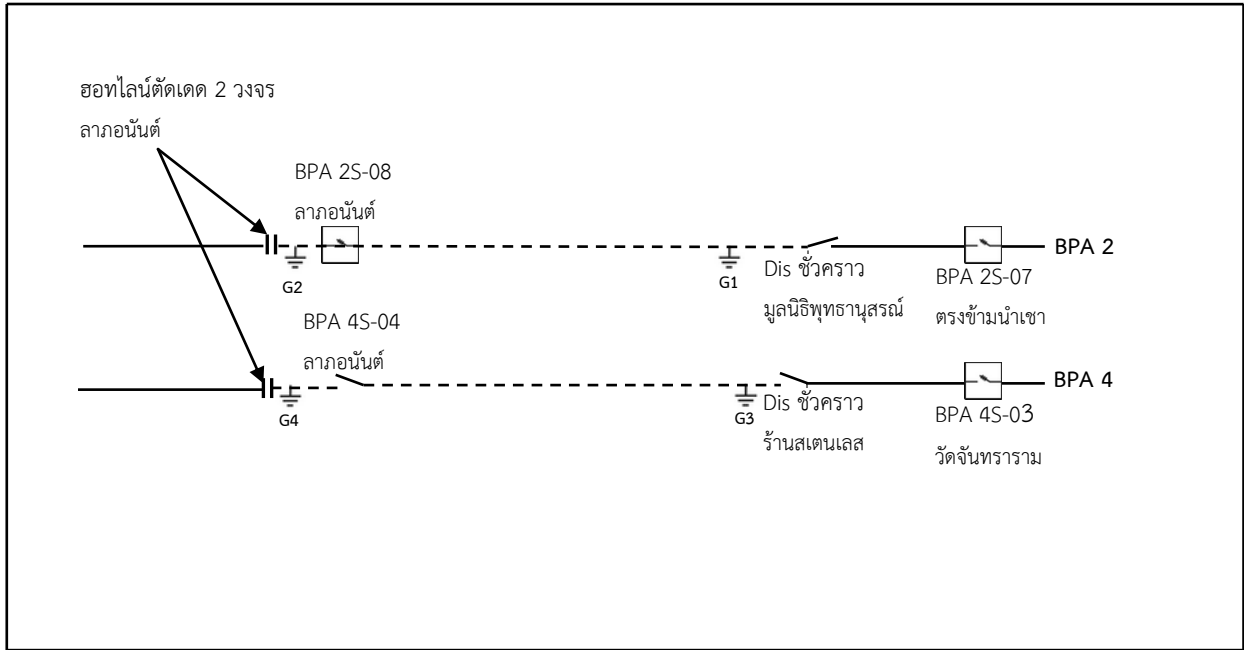 ฮอทไลน์ตัดเดด 2 วงจร
ลาภอนันต์
BPA 2S-08
ลาภอนันต์
BPA 2
G2
G1
Dis ชั่วคราว
มูลนิธิพุทธานุสรณ์
BPA 2S-07
ตรงข้ามนำเชา
BPA 4S-04
ลาภอนันต์
BPA 4
G4
G3
Dis ชั่วคราว
ร้านสเตนเลส
BPA 4S-03
วัดจันทราราม